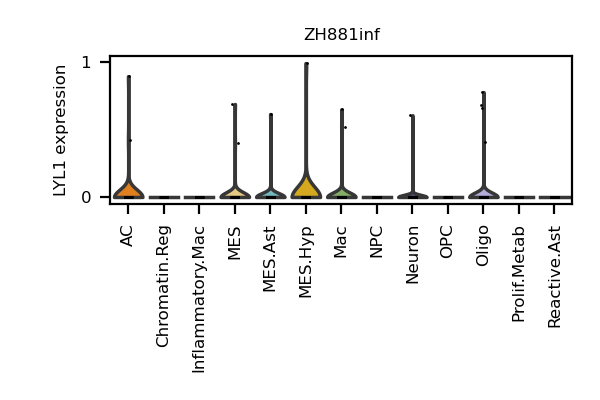 ZH881inf
LYL1 expression
1
0
AC
Chromatin.Reg
Inflammatory.Mac
MES
MES.Ast
MES.Hyp
Mac
NPC
Neuron
OPC
Oligo
Prolif.Metab
Reactive.Ast